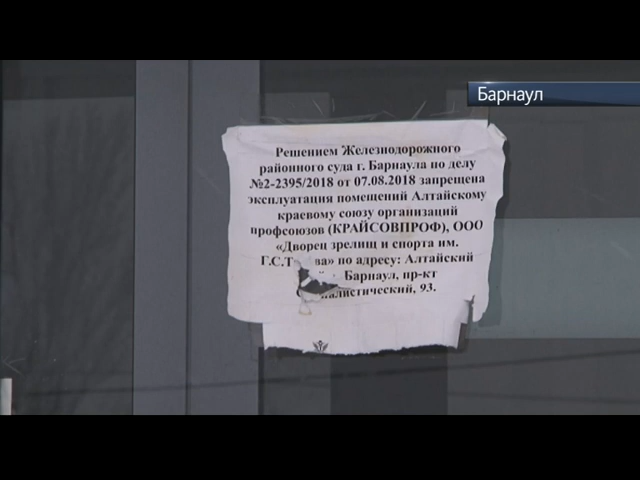 Барнаул
Решением Железнодорожного
районного суда г. Барнаула по делу
№2-2395/2018 от 07.08.2018 запрещена
эксплуатация помещений Алтайскому
краевому союзу организаций
профсоюзов (КРАЙСОВПРОФ), ООО
«Дворец зрелищ и спорта им.
по адресу: Алтайский
Барнаул, пр-кт
93.